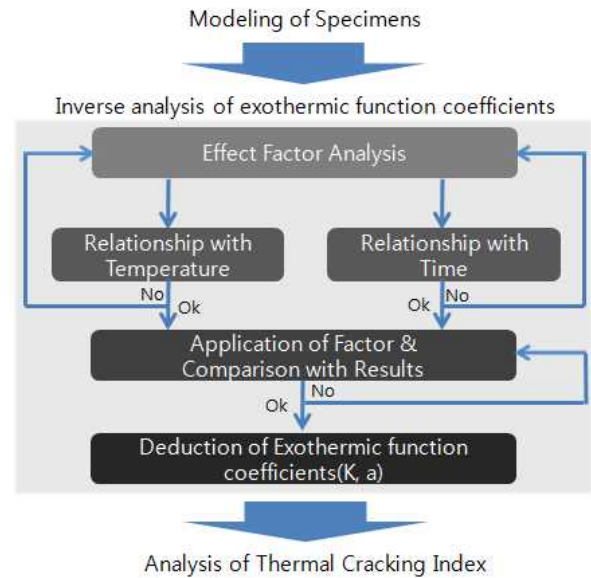 Modeling of Specimens
Inverse analysis of exothermic function coefficients
Effect Factor Analysis
Relationship with
Temperature
Relationship with
Time
No
Ok
Ok
No
Application of Factor &
Comparison with Results
No
Ok
Deduction of Exothermic function
coefficients(K, a)
Analysis of Thermal Cracking Index